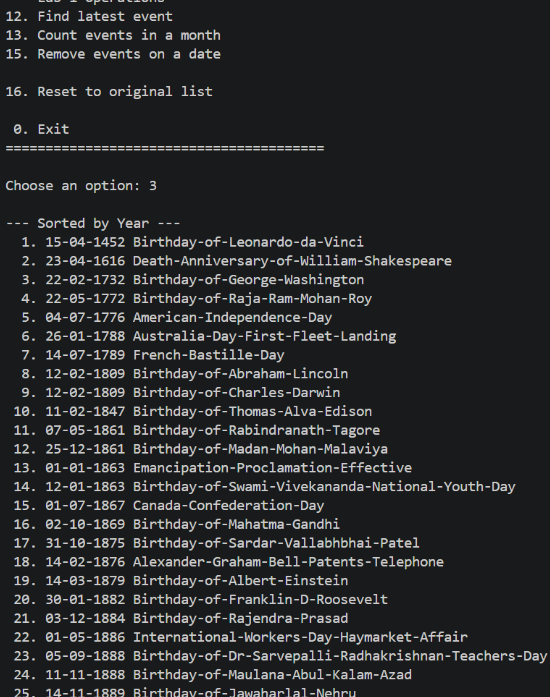 Lab 1 Operations
12. Find latest event
13. Count events in a month
15. Remove events on a date
16. Reset to original list
0. Exit
========================================
Choose an option: 3
--- Sorted by Year ---
1. 15-04-1452 Birthday-of-Leonardo-da-Vinci
2. 23-04-1616 Death-Anniversary-of-William-Shakespeare
3. 22-02-1732 Birthday-of-George-Washington
4. 22-05-1772 Birthday-of-Raja-Ram-Mohan-Roy
5. 04-07-1776 American-Independence-Day
6. 26-01-1788 Australia-Day-First-Fleet-Landing
7. 14-07-1789 French-Bastille-Day
8. 12-02-1809 Birthday-of-Abraham-Lincoln
9. 12-02-1809 Birthday-of-Charles-Darwin
10. 11-02-1847 Birthday-of-Thomas-Alva-Edison
11. 07-05-1861 Birthday-of-Rabindranath-Tagore
12. 25-12-1861 Birthday-of-Madan-Mohan-Malaviya
13. 01-01-1863 Emancipation-Proclamation-Effective
14. 12-01-1863 Birthday-of-Swami-Vivekananda-National-Youth-Day
15. 01-07-1867 Canada-Confederation-Day
16. 02-10-1869 Birthday-of-Mahatma-Gandhi
17. 31-10-1875 Birthday-of-Sardar-Vallabhbhai-Patel
18. 14-02-1876 Alexander-Graham-Bell-Patents-Telephone
19. 14-03-1879 Birthday-of-Albert-Einstein
20. 30-01-1882 Birthday-of-Franklin-D-Roosevelt
21. 03-12-1884 Birthday-of-Rajendra-Prasad
22. 01-05-1886 International-Workers-Day-Haymarket-Affair
23. 05-09-1888 Birthday-of-Dr-Sarvepalli-Radhakrishnan-Teachers-Day
24. 11-11-1888 Birthday-of-Maulana-Abul-Kalam-Azad
25. 14-11-1889 Birthday-of-Jawaharlal-Nehru